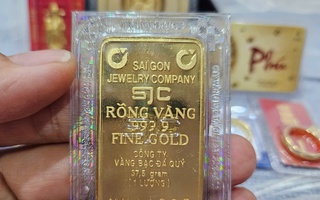 SAI GON
JEWELRY COMPANY
SJC
RỒNG VÀNG
999.9
FINE GOLD
CÔNG TY
VÀNG BẠC ĐÁ QUÝ
37,5 gram
(1 LƯỢNG)
Phúc